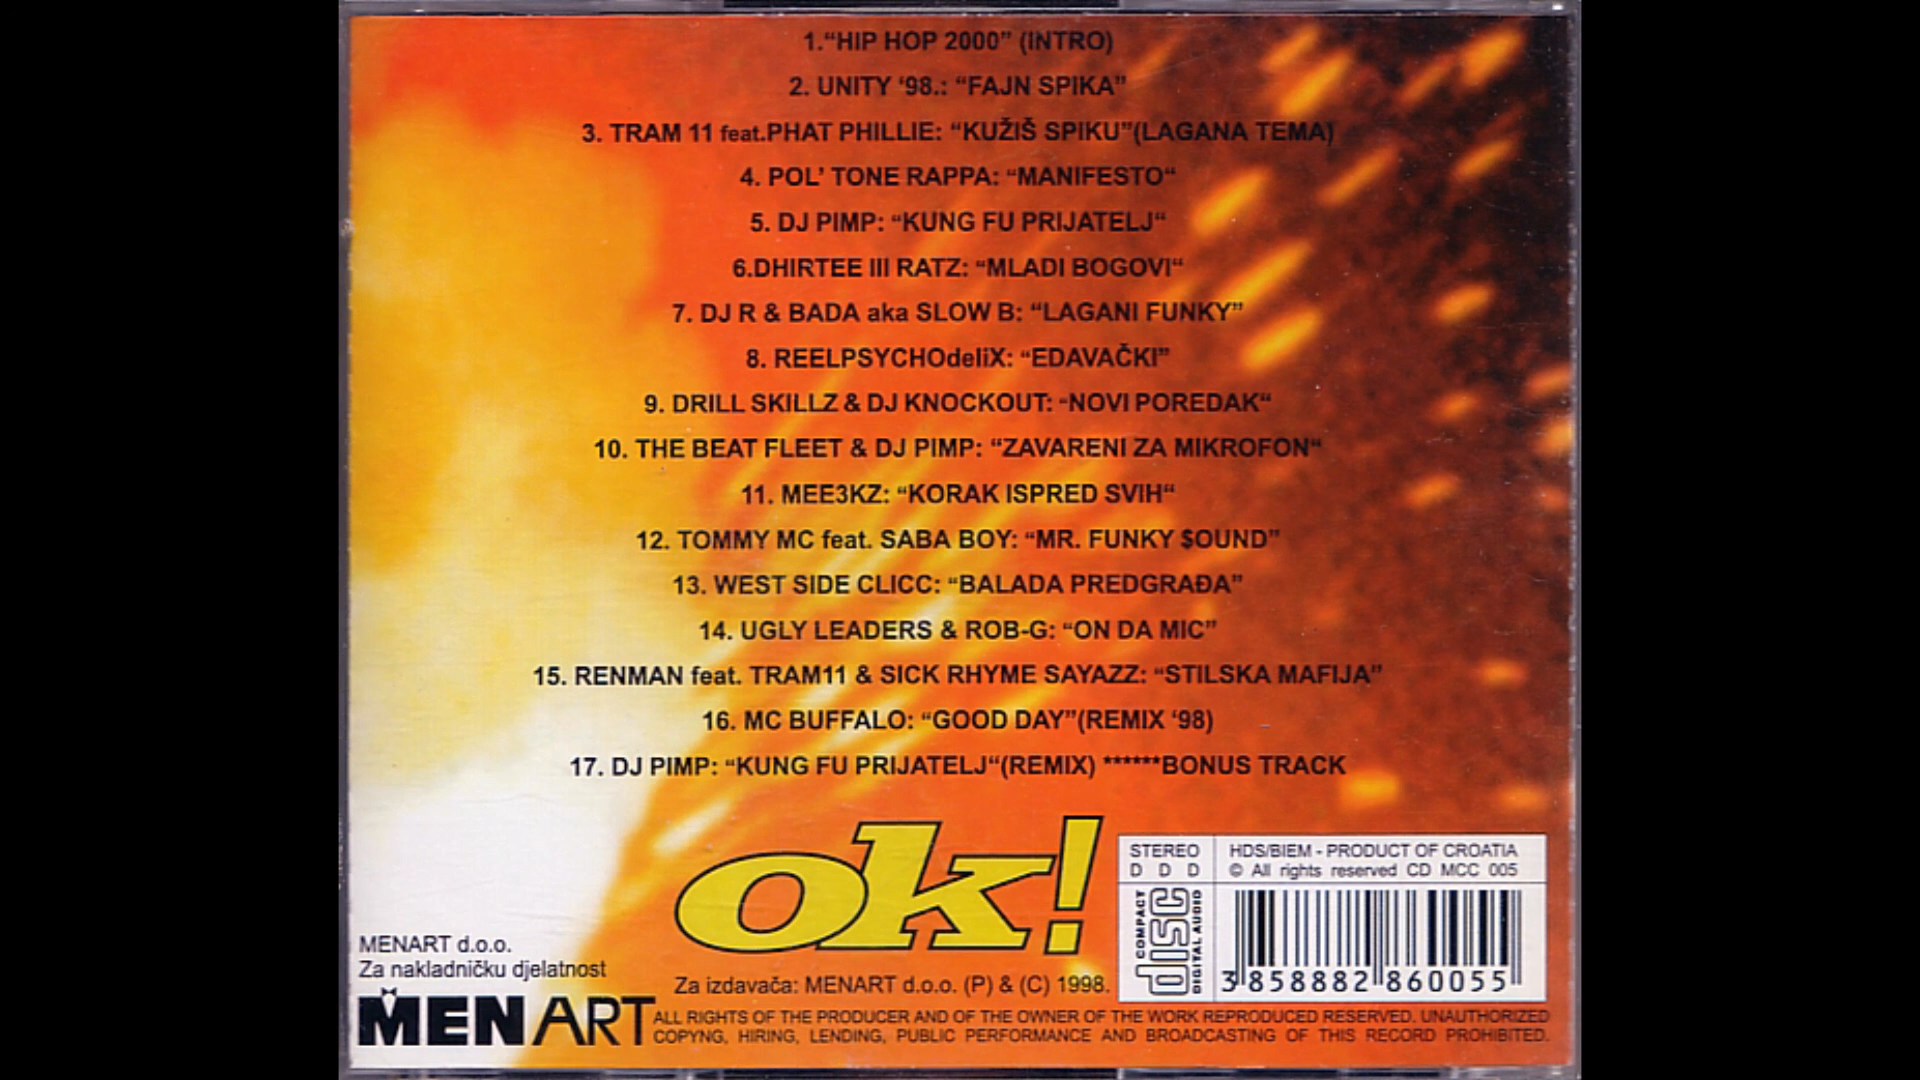 1.“HIP HOP 2000” (INTRO)
2. UNITY ‘98.: “FAJN SPIKA”
3. TRAM 11 feat.PHAT PHILLIE: “KUŽIŠ SPIKU”(LAGANA TEMA)
4. POL’ TONE RAPPA: “MANIFESTO“
5. DJ PIMP: “KUNG FU PRIJATELJ“
6.DHIRTEE III RATZ: “MLADI BOGOVI“
7. DJ R & BADA aka SLOW B: “LAGANI FUNKY”
8. REELPSYCHOdeliX: “EDAVAČKI”
9. DRILL SKILLZ & DJ KNOCKOUT: “NOVI POREDAK“
10. THE BEAT FLEET & DJ PIMP: “ZAVARENI ZA MIKROFON“
11. MEE3KZ: “KORAK ISPRED SVIH“
12. TOMMY MC feat. SABA BOY: “MR. FUNKY $OUND”
13. WEST SIDE CLICC: “BALADA PREDGRAĐA”
14. UGLY LEADERS & ROB-G: “ON DA MIC”
15. RENMAN feat. TRAM11 & SICK RHYME SAYAZZ: “STILSKA MAFIJA”
16. MC BUFFALO: “GOOD DAY”(REMIX ‘98)
17. DJ PIMP: “KUNG FU PRIJATELJ“(REMIX) ******BONUS TRACK
ok!
STEREO
D D D
HDS/BIEM - PRODUCT OF CROATIA
© All rights reserved CD MCC 005
COMPACT
disc
DIGITAL AUDIO
3 858882 860055
MENART d.o.o.
Za nakladničku djelatnost
MENART
Za izdavača: MENART d.o.o. (P) & (C) 1998.
ALL RIGHTS OF THE PRODUCER AND OF THE OWNER OF THE WORK REPRODUCED RESERVED. UNAUTHORIZED
COPYNG, HIRING, LENDING, PUBLIC PERFORMANCE AND BROADCASTING OF THIS RECORD PROHIBITED.